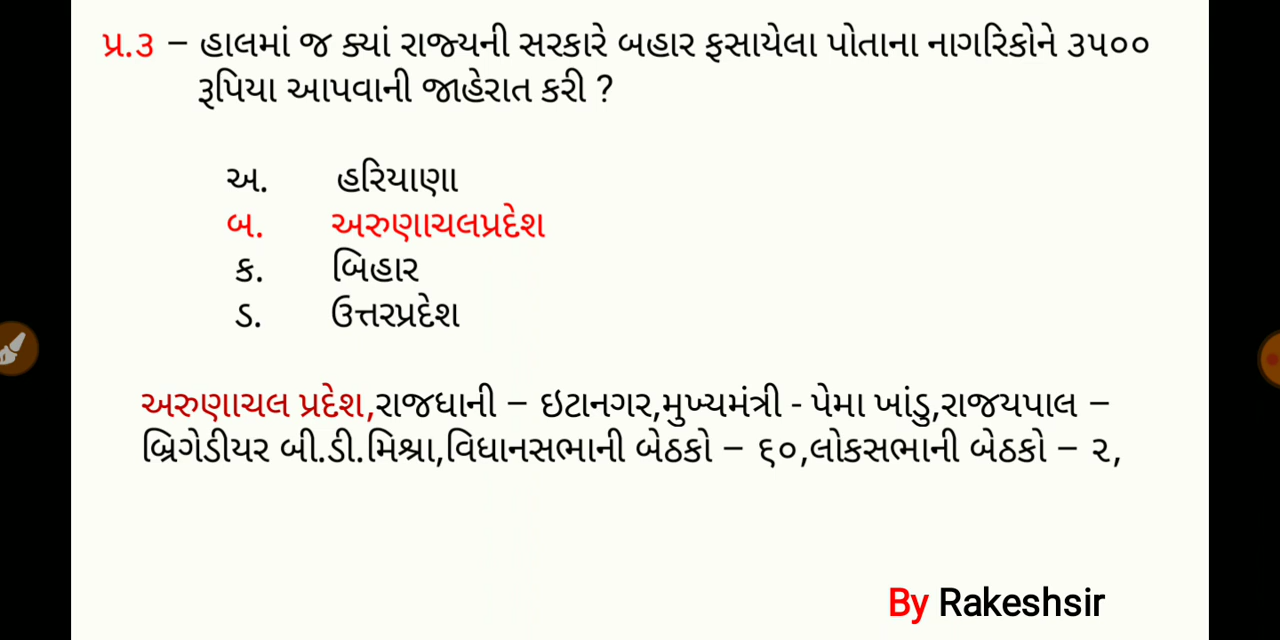 પ્ર.૩ – હાલમાં જ ક્યાં રાજ્યની સરકારે બહાર ફસાયેલા પોતાના નાગરિકોને ૩૫૦૦
રૂપિયા આપવાની જાહેરાત કરી ?
અ. હરિયાણા
બ. અરુણાચલપ્રદેશ
ક. બિહાર
ડ. ઉત્તરપ્રદેશ
અરુણાચલ પ્રદેશ,રાજધાની – ઇટાનગર,મુખ્યમંત્રી - પેમા ખાંડુ,રાજયપાલ –
બ્રિગેડીયર બી.ડી.મિશ્રા,વિધાનસભાની બેઠકો – ૬૦,લોકસભાની બેઠકો – ૨,
By Rakeshsir